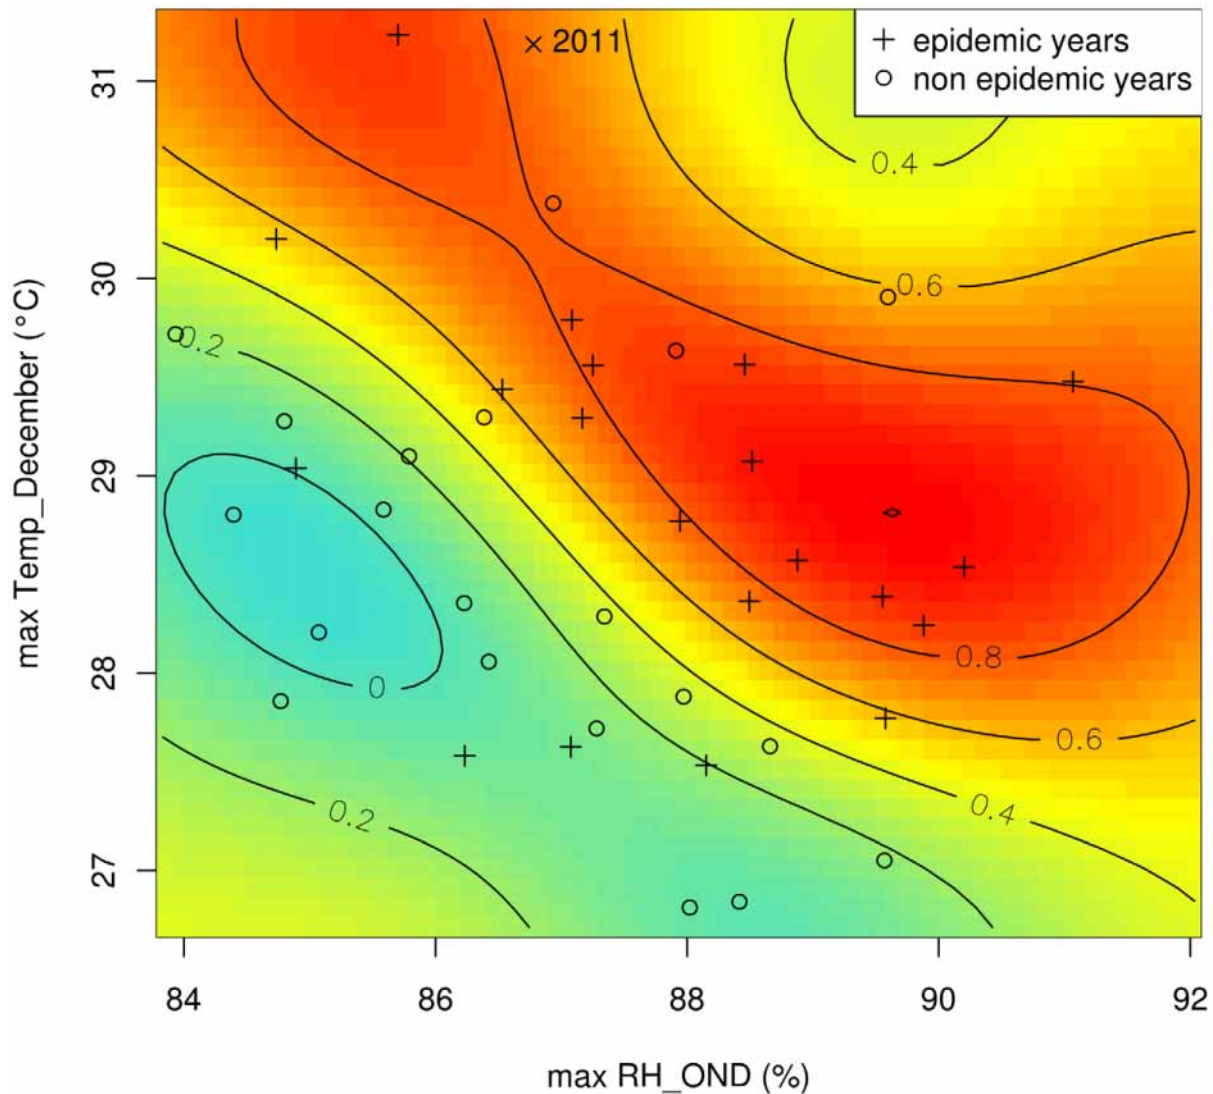 × 2011
+ epidemic years
o non epidemic years
0.4
0.6
0.2
0
0.8
0.6
0.4
0.2
31
30
29
28
27
max Temp_December (°C)
84 86 88 90 92
max RH_OND (%)